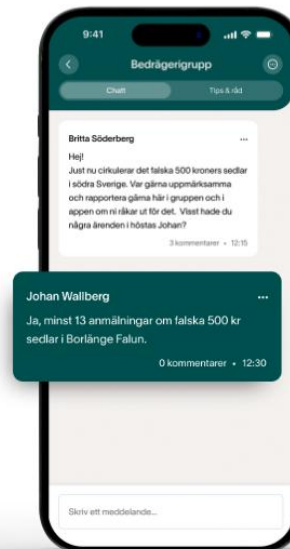 9:41
Bedrägerigrupp
Chatt
Tips & råd
Britta Söderberg
...
Hej!
Just nu cirkulerar det falska 500 kroners sedlar
i södra Sverige. Var gärna uppmärksamma
och rapportera gärna här i gruppen och i
appen om ni råkar ut för det. Visst hade du
några ärenden i höstas Johan?
3 kommentarer • 12:15
Johan Wallberg
...
Ja, minst 13 anmälningar om falska 500 kr
sedlar i Borlänge Falun.
0 kommentarer • 12:30
Skriv ett meddelande...